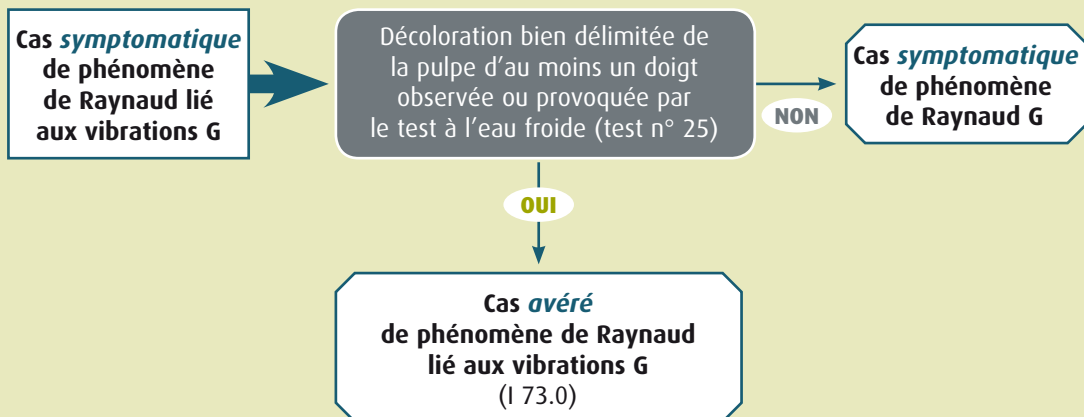 Cas symptomatique
de phénomène
de Raynaud lié
aux vibrations G
Décoloration bien délimitée de
la pulpe d'au moins un doigt
observée ou provoquée par
le test à l'eau froide (test n° 25)
NON
Cas symptomatique
de phénomène
de Raynaud G
OUI
Cas avéré
de phénomène de Raynaud
lié aux vibrations G
(I 73.0)